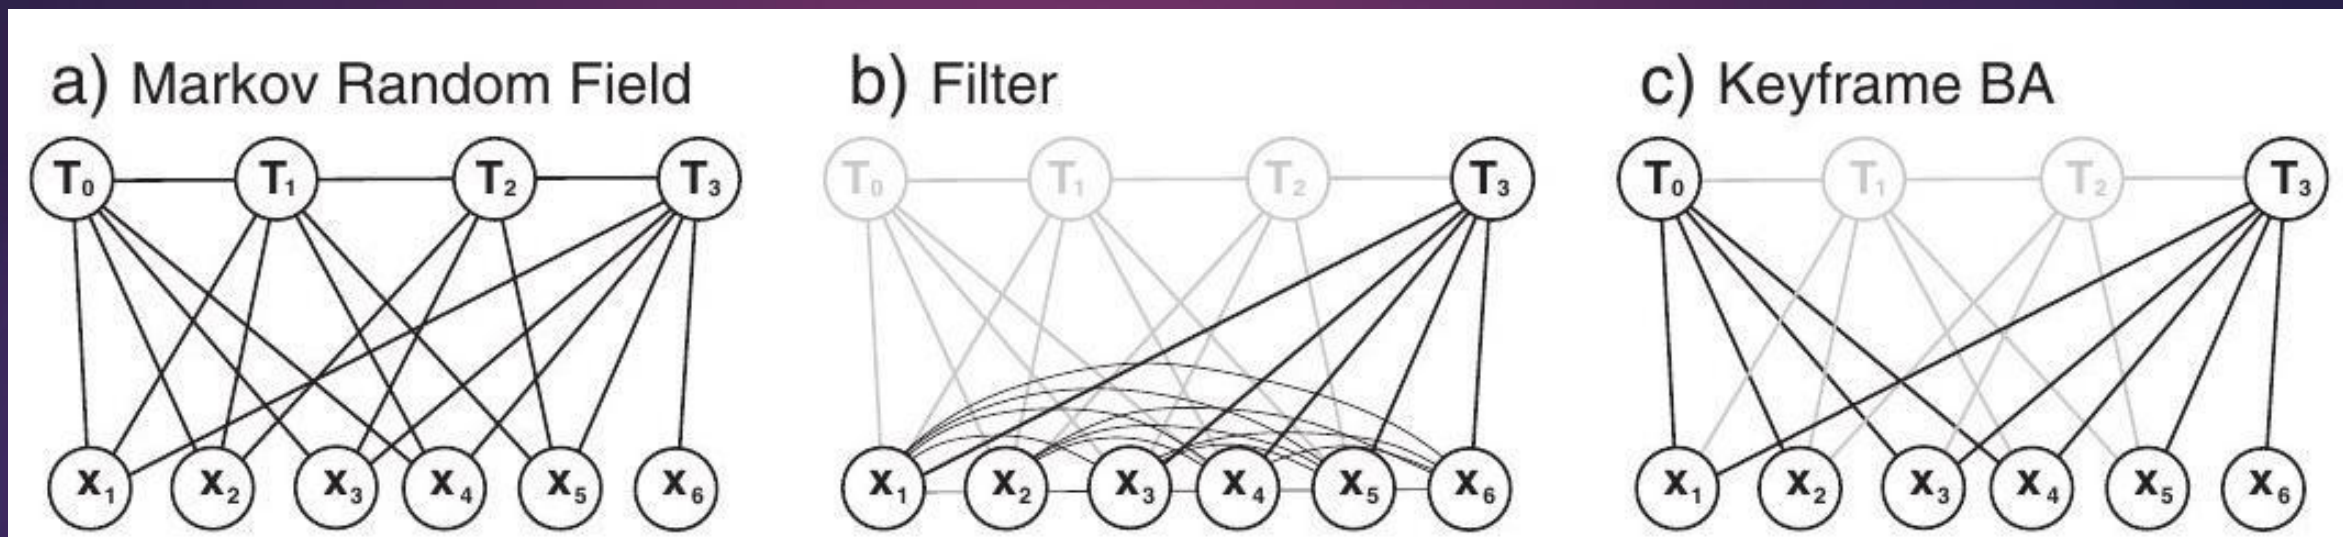 a) Markov Random Field
T₀ T₁ T₂ T₃
x₁ x₂ x₃ x₄ x₅ x₆
b) Filter
T₀ T₁ T₂ T₃
x₁ x₂ x₃ x₄ x₅ x₆
c) Keyframe BA
T₀ T₁ T₂ T₃
x₁ x₂ x₃ x₄ x₅ x₆